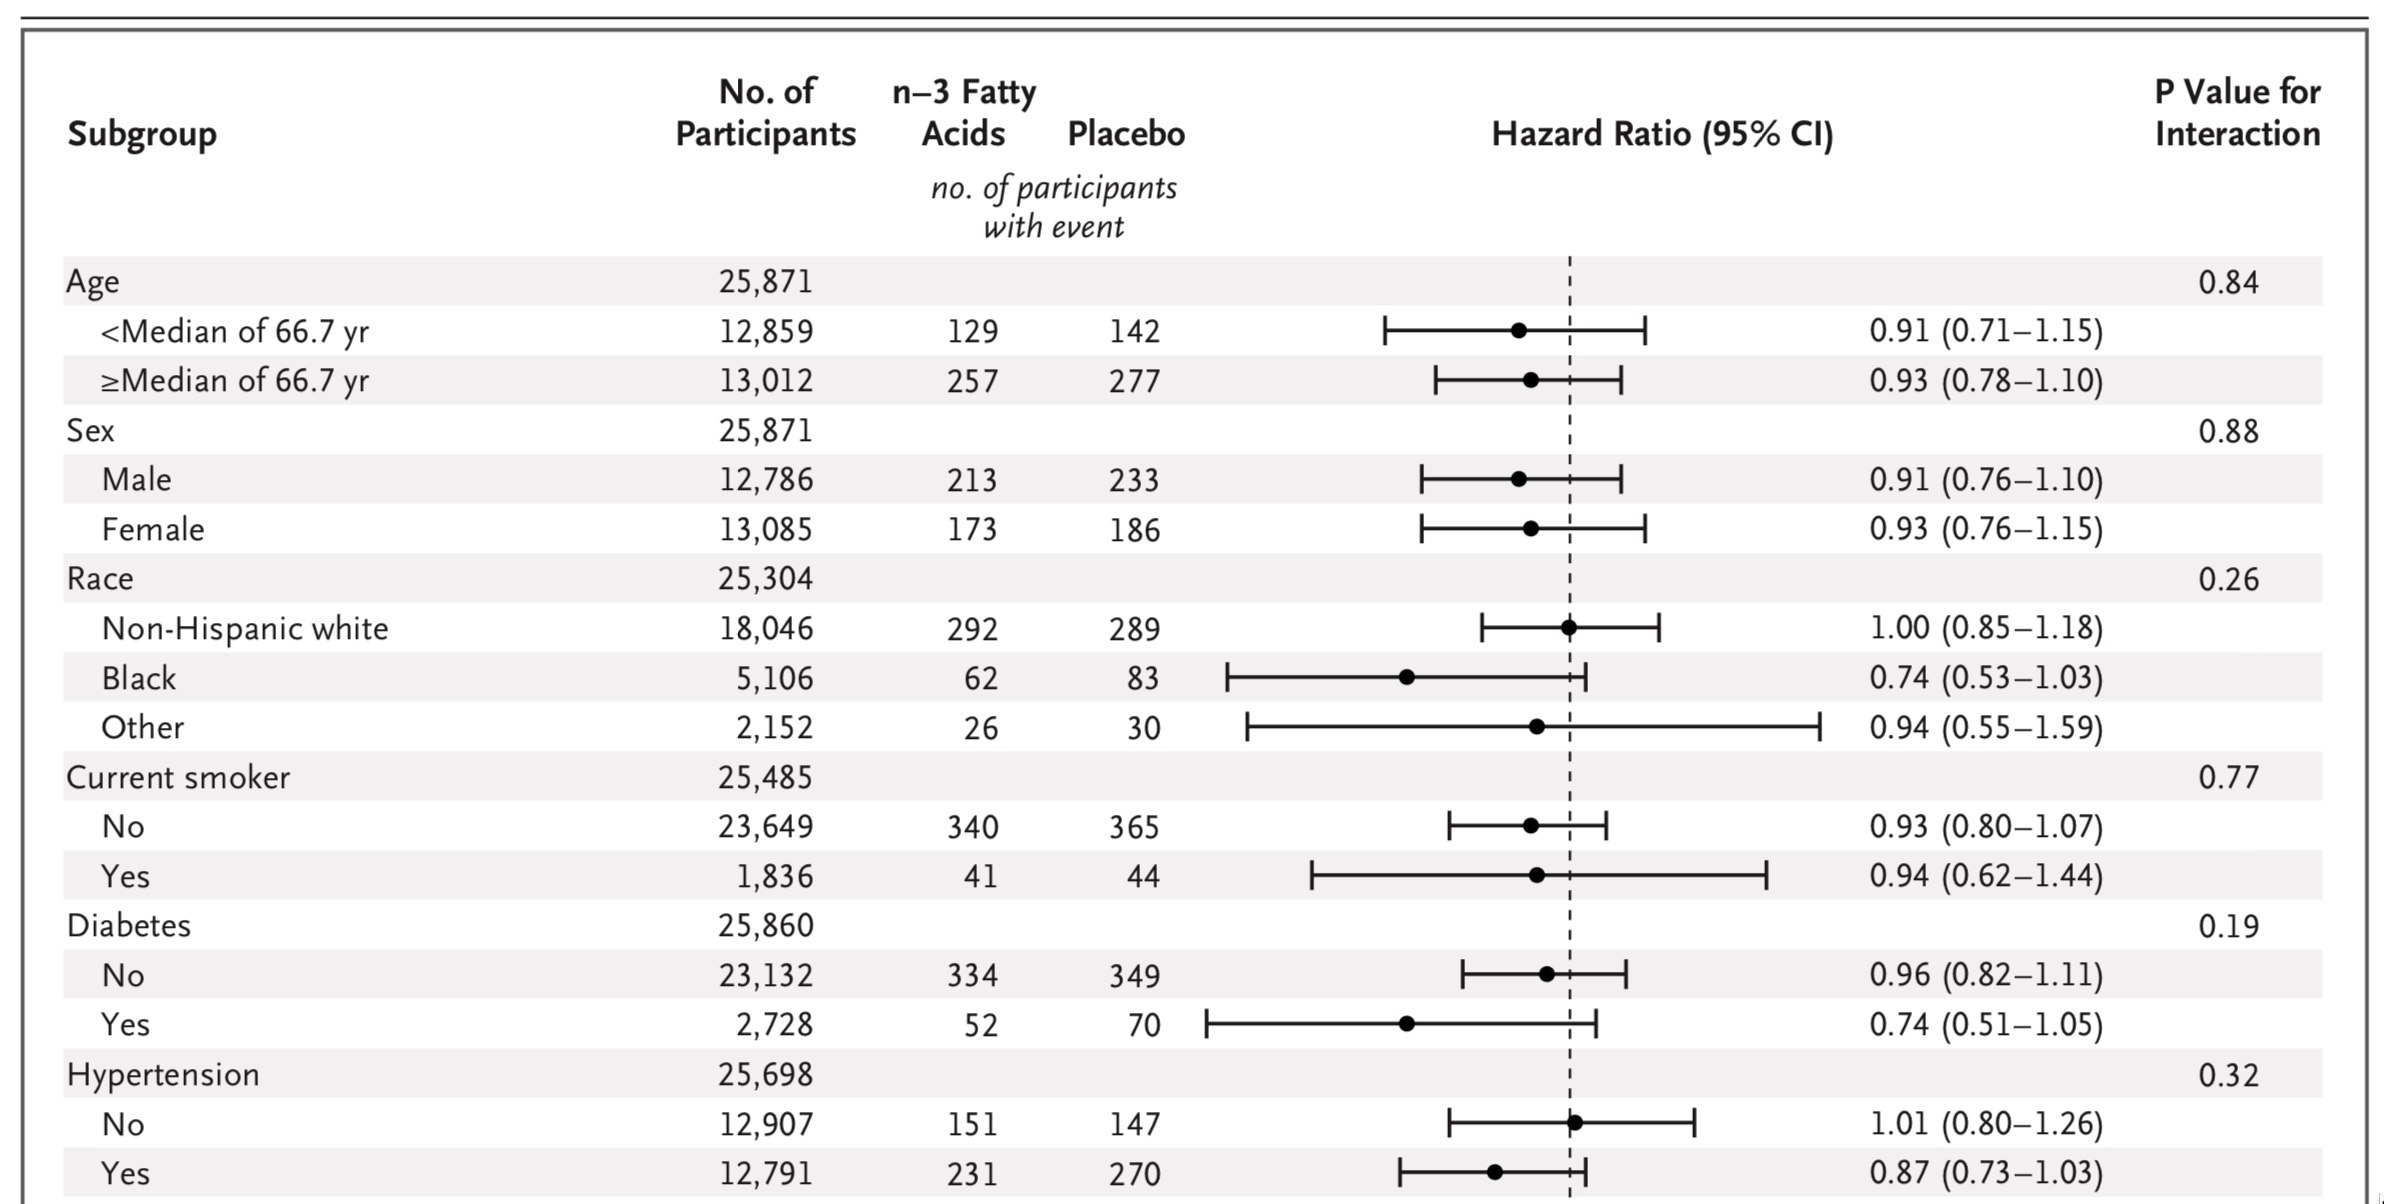 No. of n–3 Fatty P Value for
Subgroup Participants Acids Placebo Hazard Ratio (95% CI) Interaction
no. of participants
with event
Age 25,871 0.84
<Median of 66.7 yr 12,859 129 142 0.91 (0.71–1.15)
≥Median of 66.7 yr 13,012 257 277 0.93 (0.78–1.10)
Sex 25,871 0.88
Male 12,786 213 233 0.91 (0.76–1.10)
Female 13,085 173 186 0.93 (0.76–1.15)
Race 25,304 0.26
Non-Hispanic white 18,046 292 289 1.00 (0.85–1.18)
Black 5,106 62 83 0.74 (0.53–1.03)
Other 2,152 26 30 0.94 (0.55–1.59)
Current smoker 25,485 0.77
No 23,649 340 365 0.93 (0.80–1.07)
Yes 1,836 41 44 0.94 (0.62–1.44)
Diabetes 25,860 0.19
No 23,132 334 349 0.96 (0.82–1.11)
Yes 2,728 52 70 0.74 (0.51–1.05)
Hypertension 25,698 0.32
No 12,907 151 147 1.01 (0.80–1.26)
Yes 12,791 231 270 0.87 (0.73–1.03)